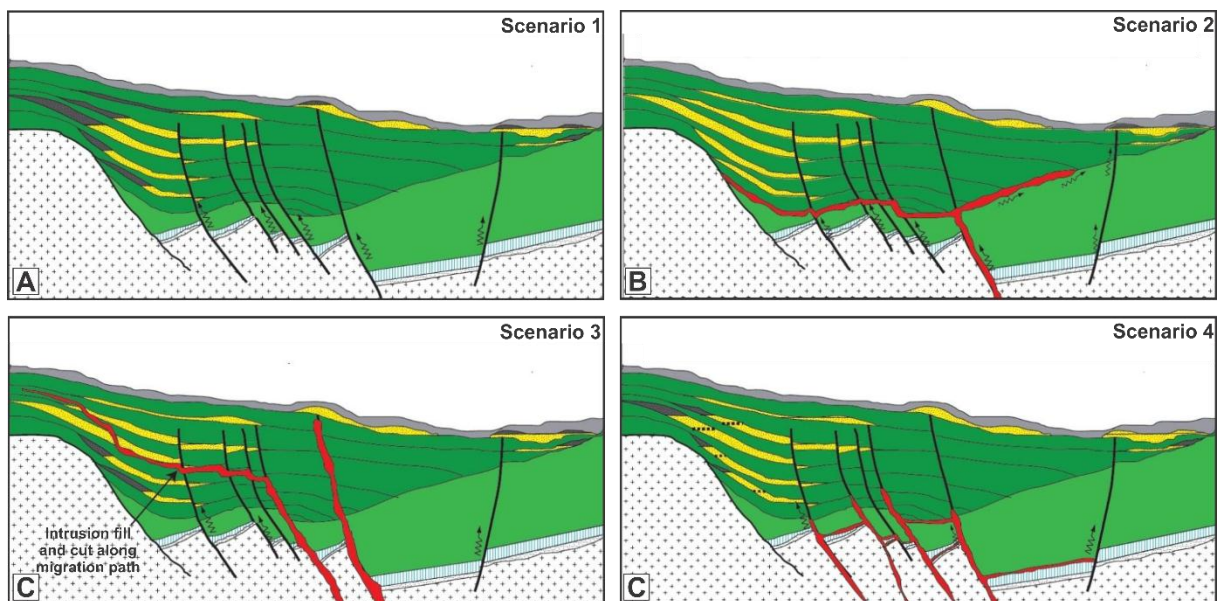 Scenario 1
A
Scenario 2
B
Scenario 3
Intrusion fill
and cut along
migration path
C
Scenario 4
C